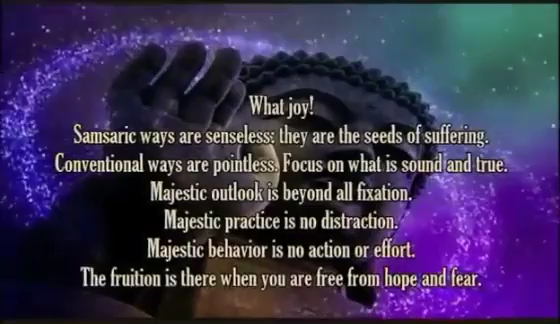 What joy!
Samsaric ways are senseless: they are the seeds of suffering.
Conventional ways are pointless. Focus on what is sound and true.
Majestic outlook is beyond all fixation.
Majestic practice is no distraction.
Majestic behavior is no action or effort.
The fruition is there when you are free from hope and fear.